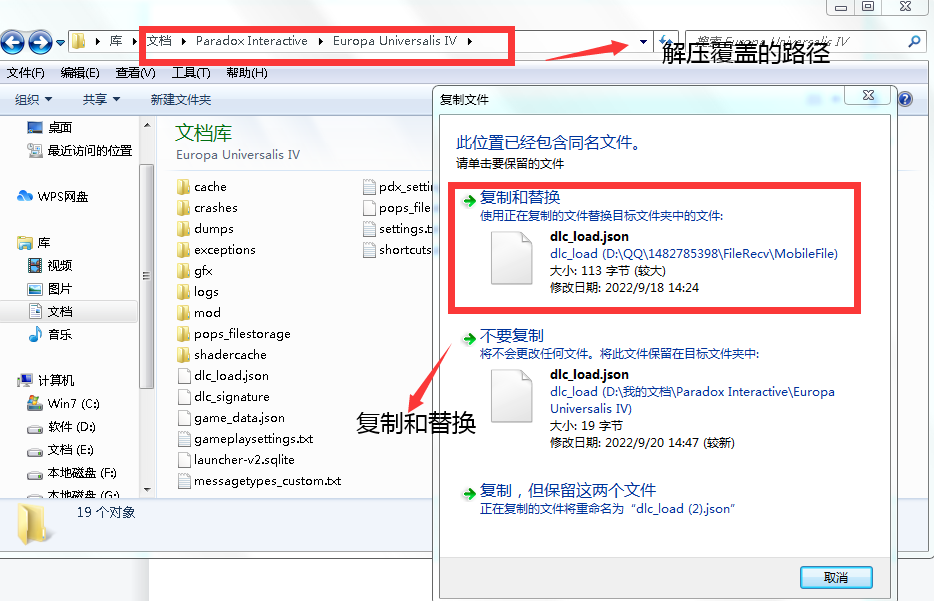 库 文档 Paradox Interactive Europa Universalis IV
搜索 Europa Universalis IV
解压覆盖的路径
文件(F) 编辑(E) 查看(V) 工具(T) 帮助(H)
组织 共享 新建文件夹
桌面
最近访问的位置
WPS网盘
库
视频
图片
文档
音乐
计算机
Win7 (C:)
软件 (D:)
文档 (E:)
本地磁盘 (F:)
本地磁盘 (G:)
文档库
Europa Universalis IV
cache
crashes
dumps
exceptions
gfx
logs
mod
pops_filestorage
shadercache
dlc_load.json
dlc_signature
game_data.json
gameplaysettings.txt
launcher-v2.sqlite
messagetypes_custom.txt
pdx_setti
pops_file
settings.t
shortcuts
19 个对象
复制文件
此位置已经包含同名文件。
请单击要保留的文件
复制和替换
使用正在复制的文件替换目标文件夹中的文件:
dlc_load.json
dlc_load (D:\QQ\1482785398\FileRecv\MobileFile)
大小: 113 字节 (较大)
修改日期: 2022/9/18 14:24
不要复制
将不会更改任何文件。将此文件保留在目标文件夹中:
dlc_load.json
dlc_load (D:\我的文档\Paradox Interactive\Europa
Universalis IV)
大小: 19 字节
修改日期: 2022/9/20 14:47 (较新)
复制和替换
复制，但保留这两个文件
正在复制的文件将重命名为“dlc_load (2).json”
取消